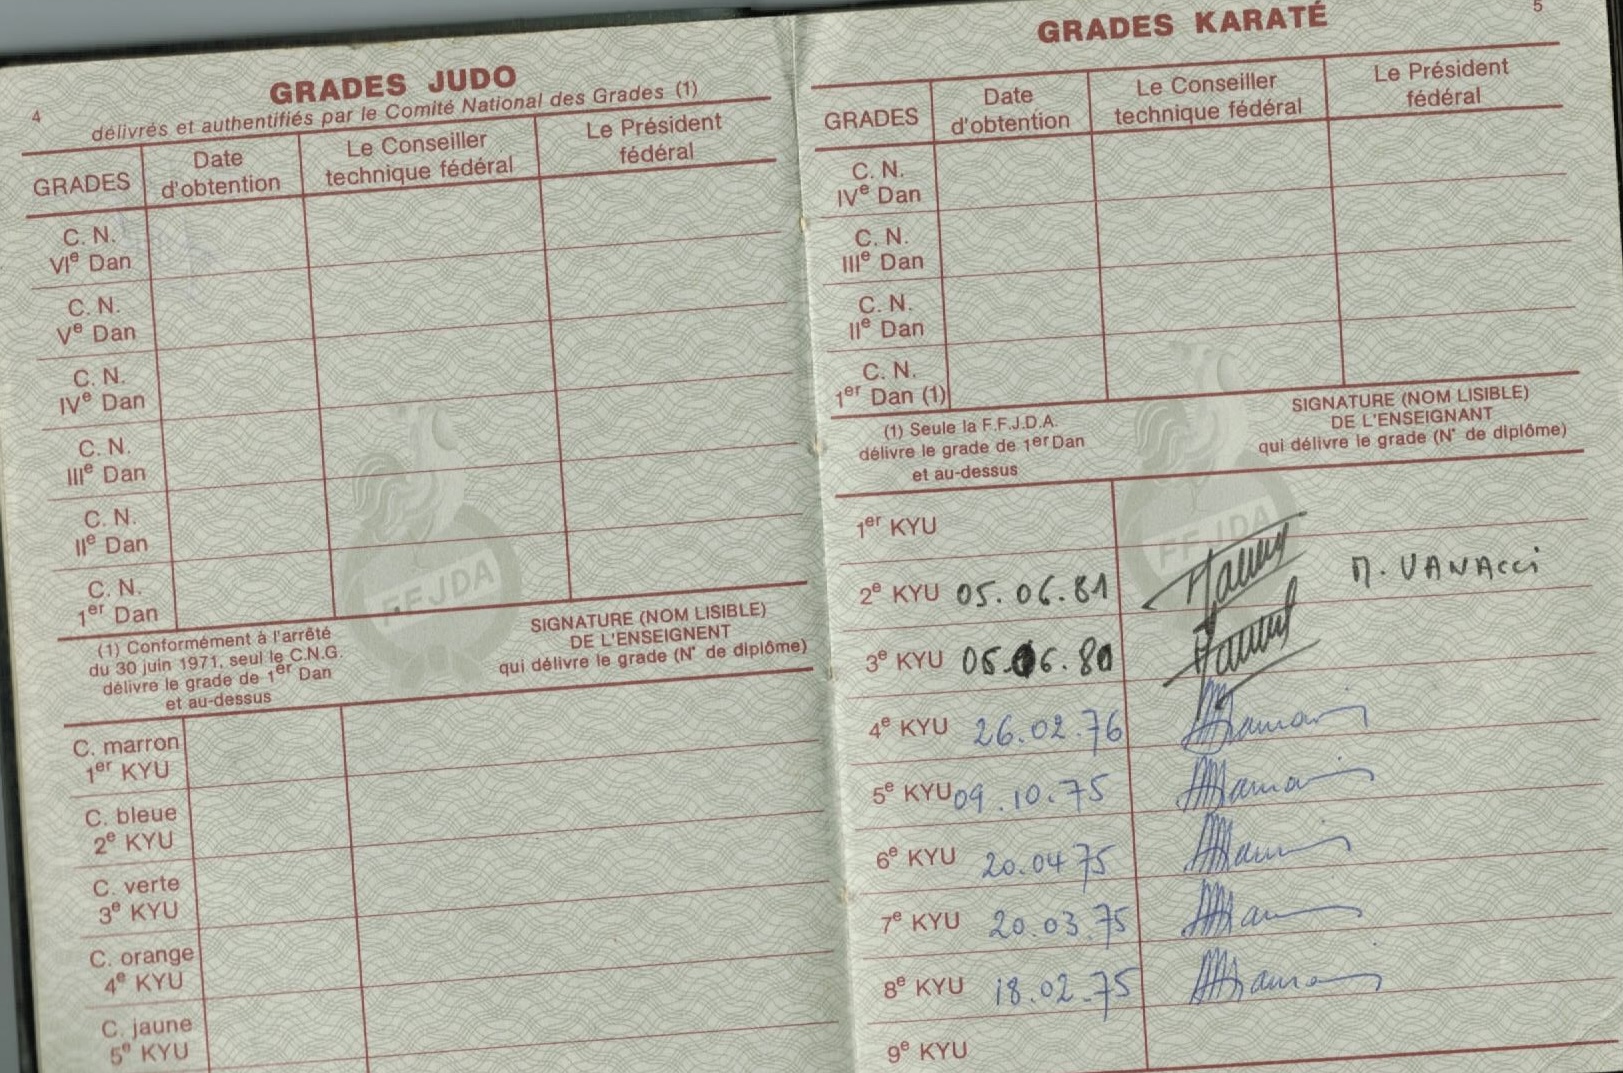 4
GRADES JUDO
délivrés et authentifiés par le Comité National des Grades (1)
GRADES
Date
d'obtention
Le Conseiller
technique fédéral
Le Président
fédéral
C. N.
VIe Dan
C. N.
Ve Dan
C. N.
IVe Dan
C. N.
IIIe Dan
C. N.
IIe Dan
C. N.
1er Dan
FFJDA
(1) Conformément à l'arrêté
du 30 juin 1971, seul le C.N.G.
délivre le grade de 1er Dan
et au-dessus
SIGNATURE (NOM LISIBLE)
DE L'ENSEIGNENT
qui délivre le grade (N° de diplôme)
C. marron
1er KYU
C. bleue
2e KYU
C. verte
3e KYU
C. orange
4e KYU
C. jaune
5e KYU
5
GRADES KARATÉ
GRADES
Date
d'obtention
Le Conseiller
technique fédéral
Le Président
fédéral
C. N.
IVe Dan
C. N.
IIIe Dan
C. N.
IIe Dan
C. N.
1er Dan (1)
(1) Seule la F.F.J.D.A.
délivre le grade de 1er Dan
et au-dessus
SIGNATURE (NOM LISIBLE)
DE L'ENSEIGNANT
qui délivre le grade (N° de diplôme)
FFJDA
1er KYU
2e KYU 05.06.81 M. VANACCi
3e KYU 05.06.80
4e KYU 26.02.76
5e KYU 09.10.75
6e KYU 20.04 75
7e KYU 20.03.75
8e KYU 18.02.75
9e KYU